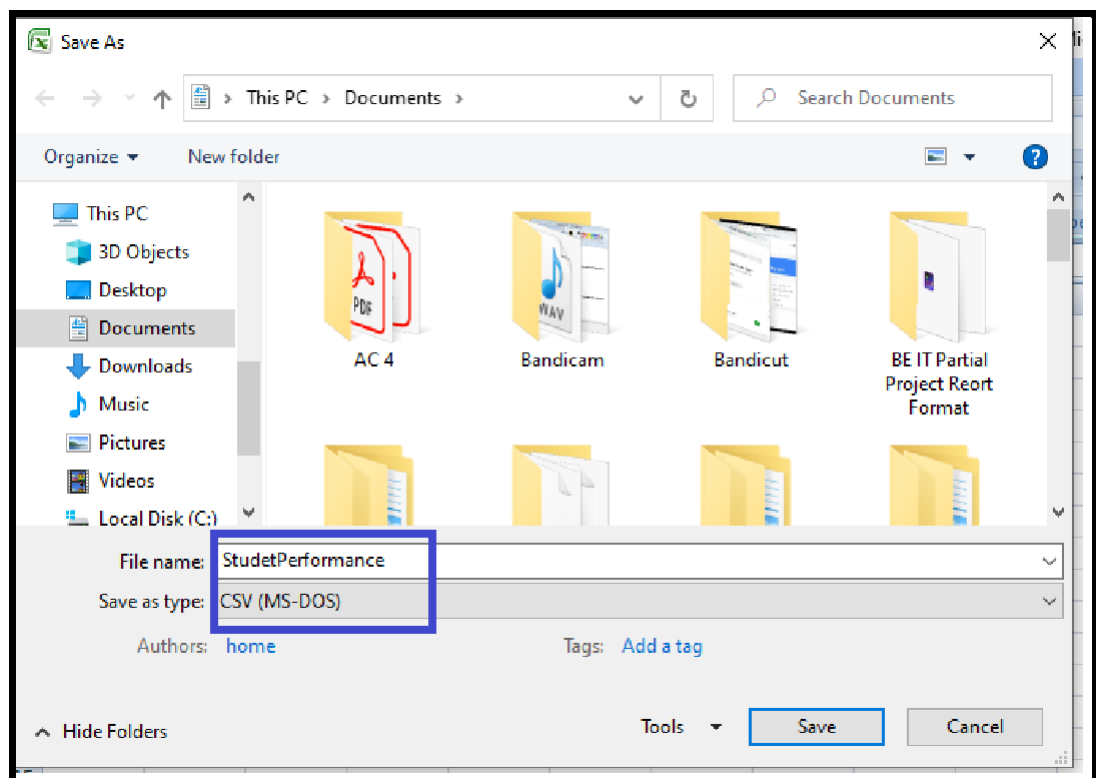 Save As
This PC > Documents >
Search Documents
Organize
New folder
?
This PC
3D Objects
Desktop
Documents
Downloads
Music
Pictures
Videos
Local Disk (C:)
PDF
WAV
AC 4
Bandicam
Bandicut
BE IT Partial
Project Reort
Format
File name: StudetPerformance
Save as type: CSV (MS-DOS)
Authors: home
Tags: Add a tag
Hide Folders
Tools
Save
Cancel